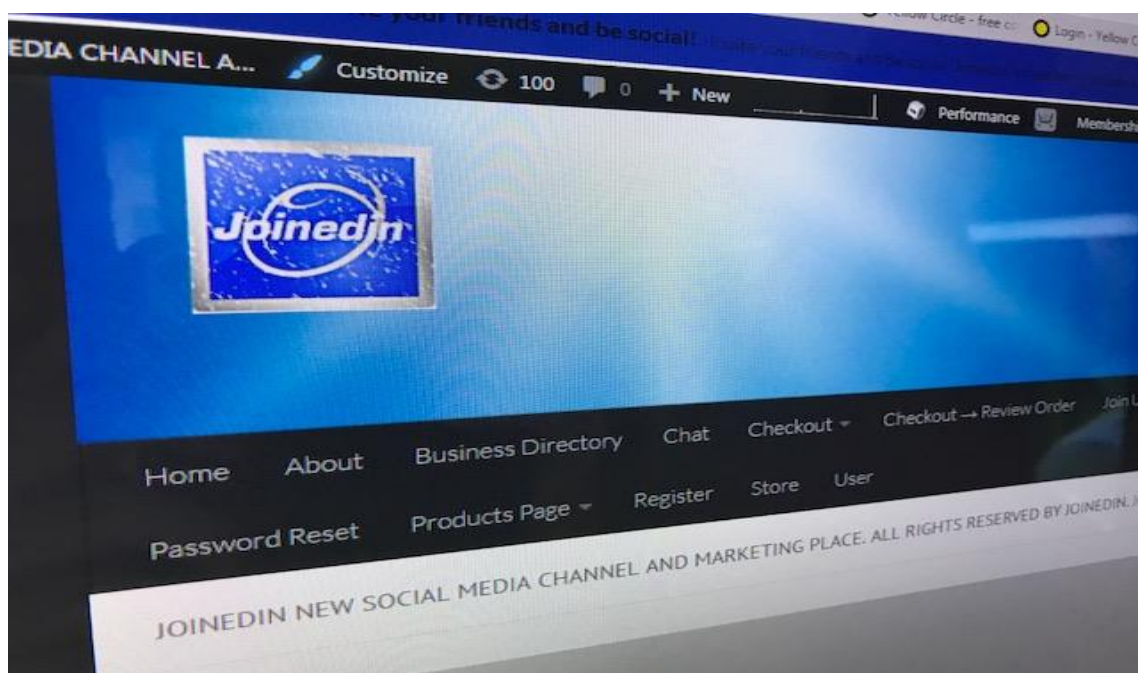 your friends and be social!
Yellow Circle - free
Login - Yellow
EDIA CHANNEL A...
Customize
100
0
New
Performance
Joinedin
Home
About
Business Directory
Chat
Checkout
Checkout → Review Order
Join
Password Reset
Products Page
Register
Store
User
JOINEDIN NEW SOCIAL MEDIA CHANNEL AND MARKETING PLACE. ALL RIGHTS RESERVED BY JOINEDIN.